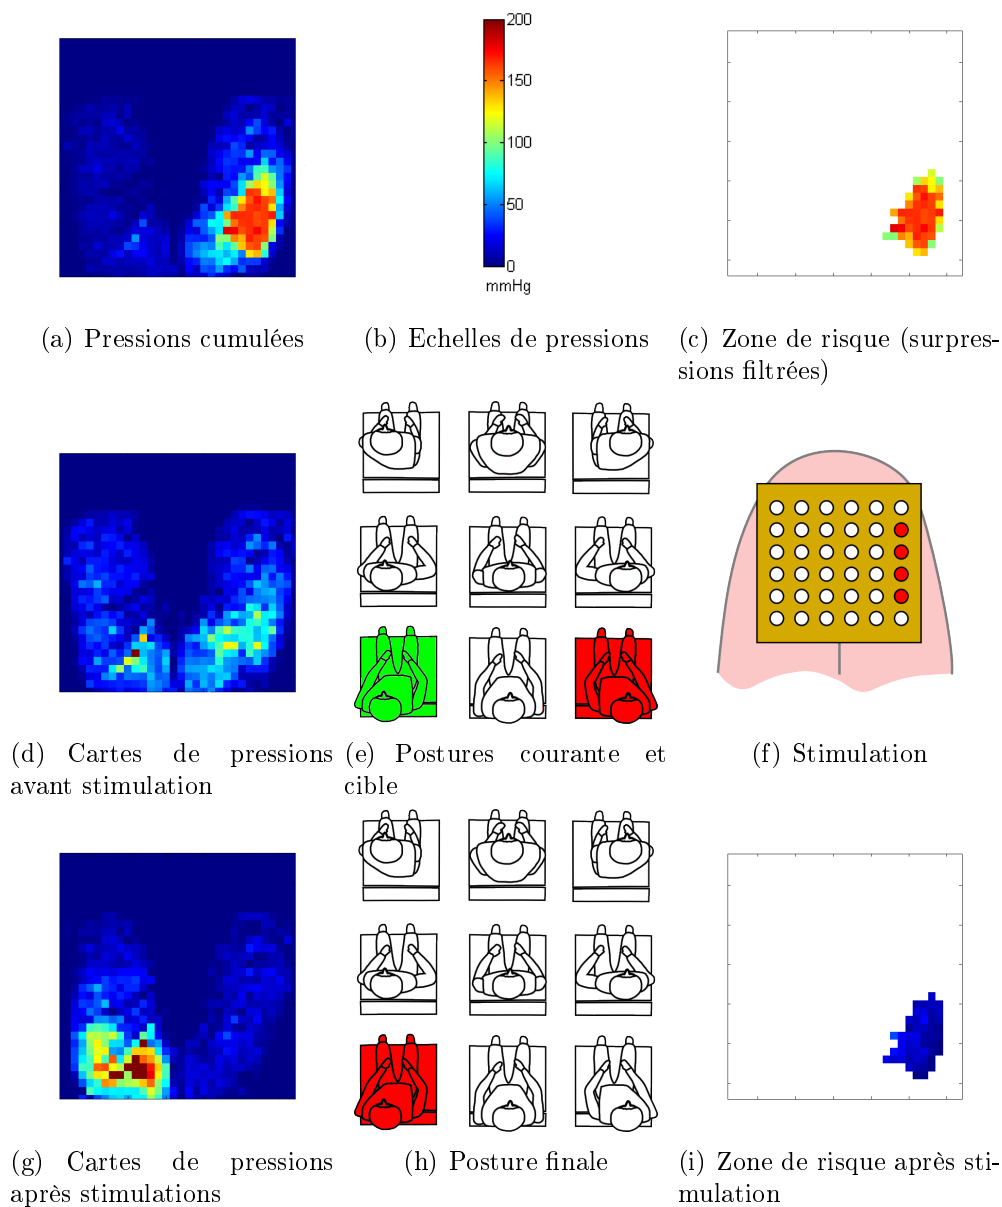 200
150
100
50
0
mmHg
(a) Pressions cumulées
(b) Echelles de pressions
(c) Zone de risque (surpres-
sions filtrées)
(d) Cartes de pressions
avant stimulation
(e) Postures courante et
cible
(f) Stimulation
(g) Cartes de pressions
après stimulations
(h) Posture finale
(i) Zone de risque après sti-
mulation